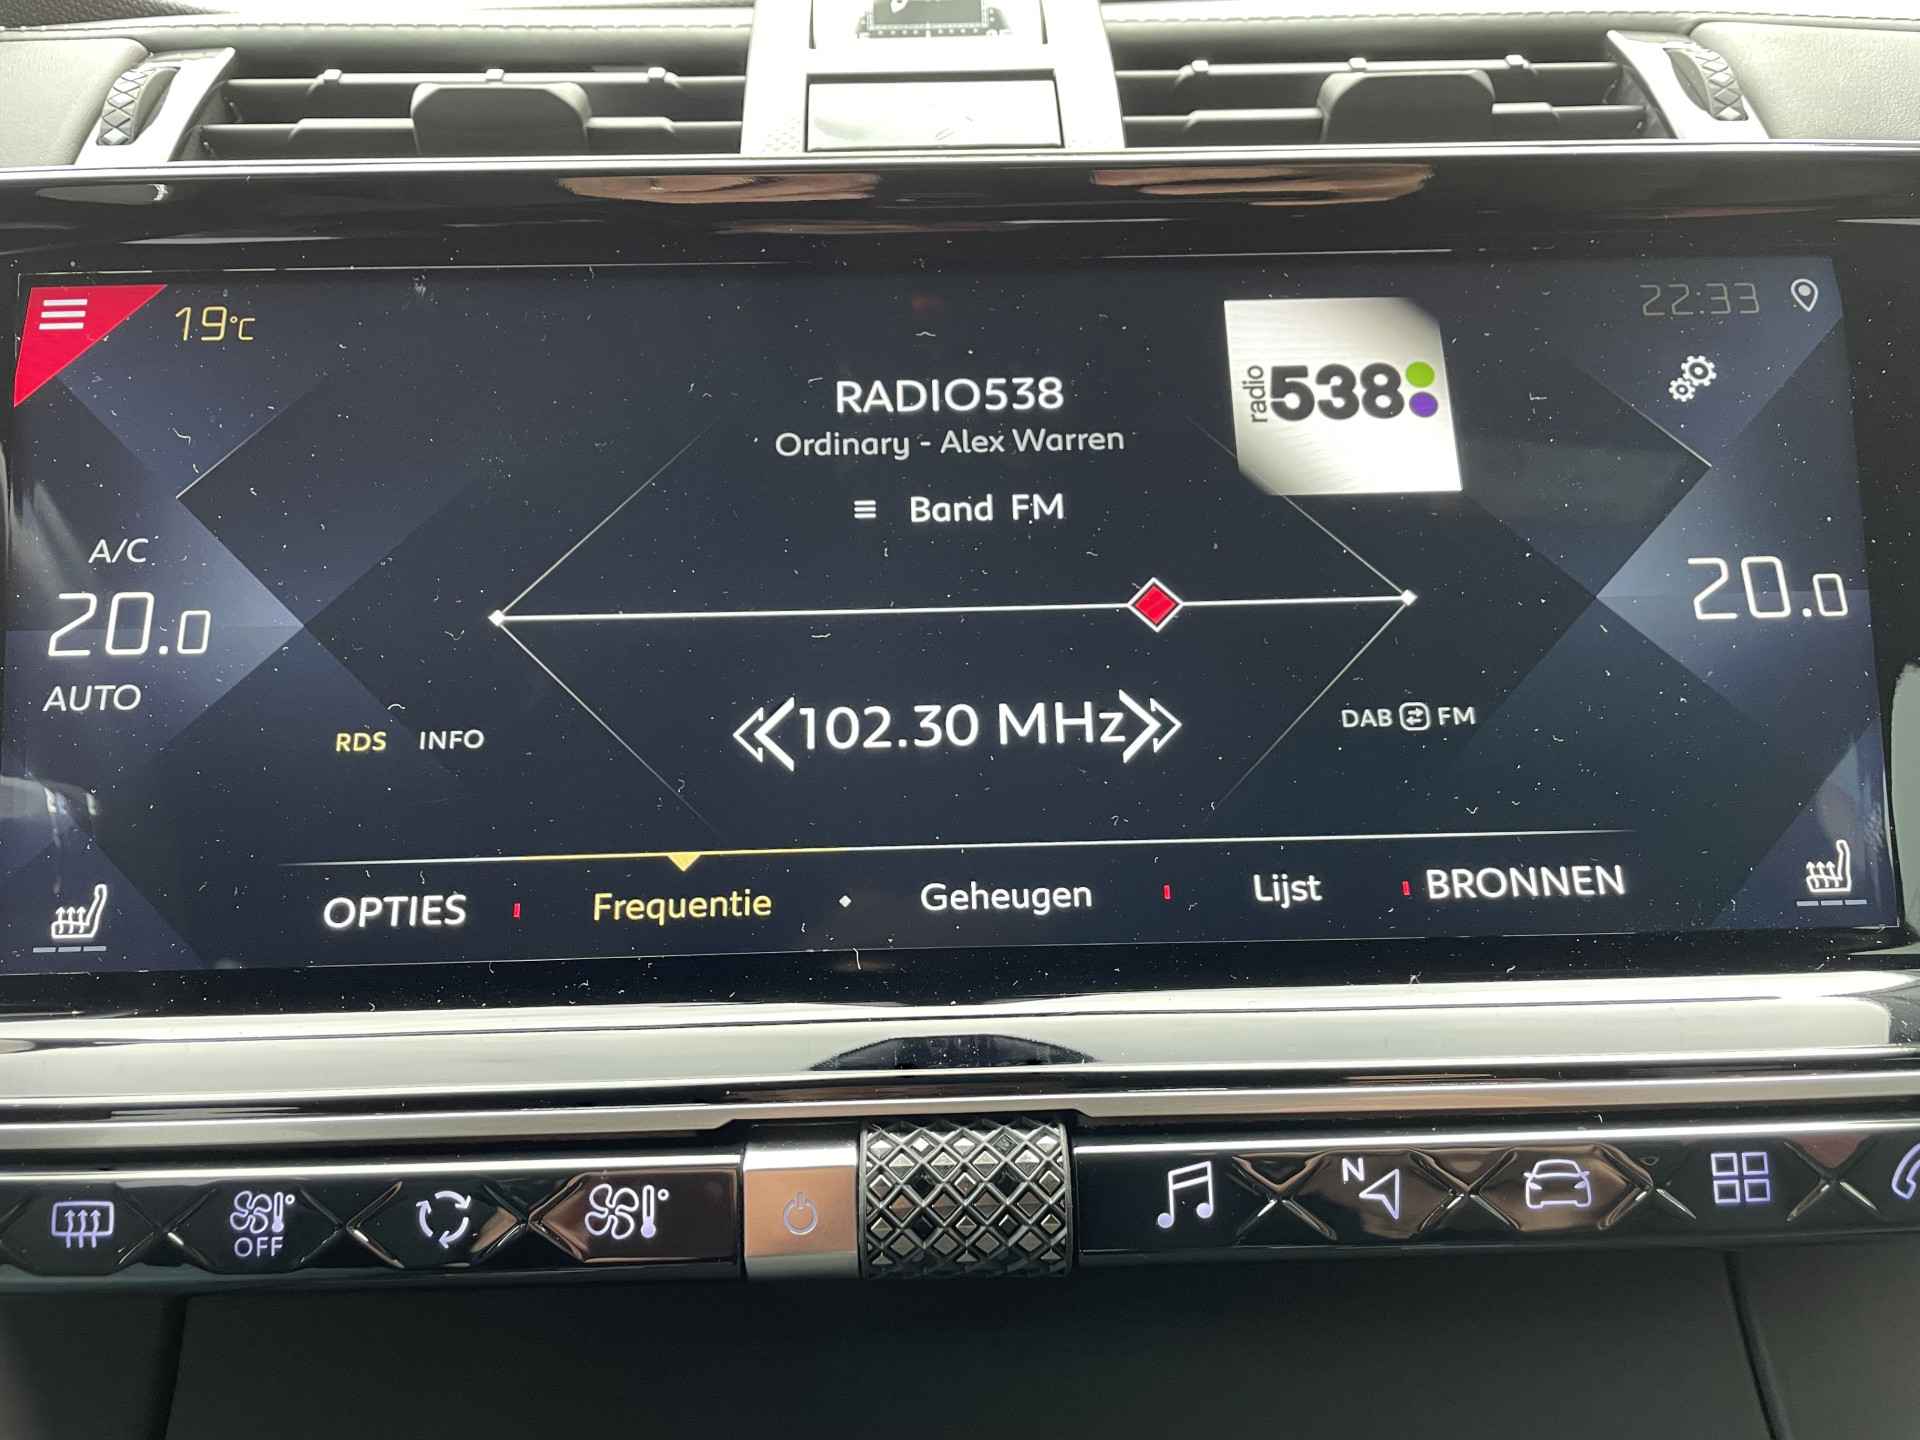 19°C
22:33
RADIO538
Ordinary - Alex Warren
radio 538
Band FM
A/C
20.0
AUTO
20.0
RDS INFO
102.30 MHz
DAB FM
OPTIES Frequentie Geheugen Lijst BRONNEN
OFF
N